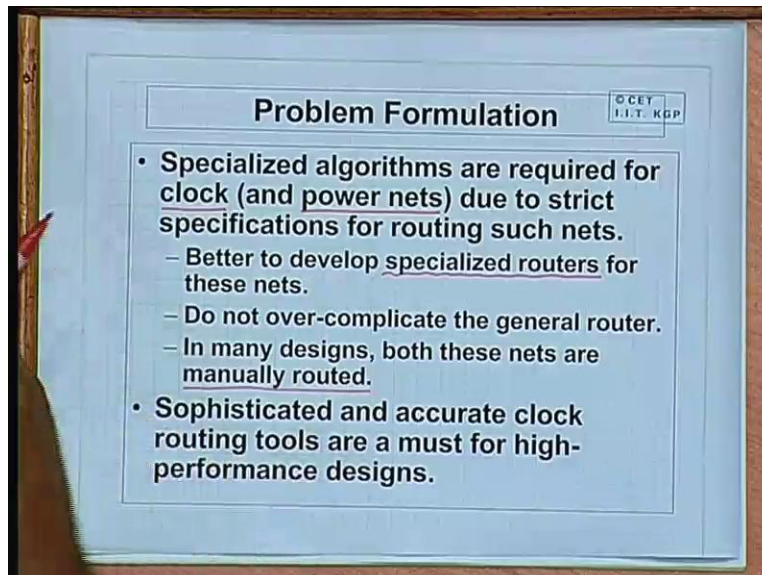 Problem Formulation
© CET
I.I.T. KGP
• Specialized algorithms are required for
clock (and power nets) due to strict
specifications for routing such nets.
– Better to develop specialized routers for
these nets.
– Do not over-complicate the general router.
– In many designs, both these nets are
manually routed.
• Sophisticated and accurate clock
routing tools are a must for high-
performance designs.